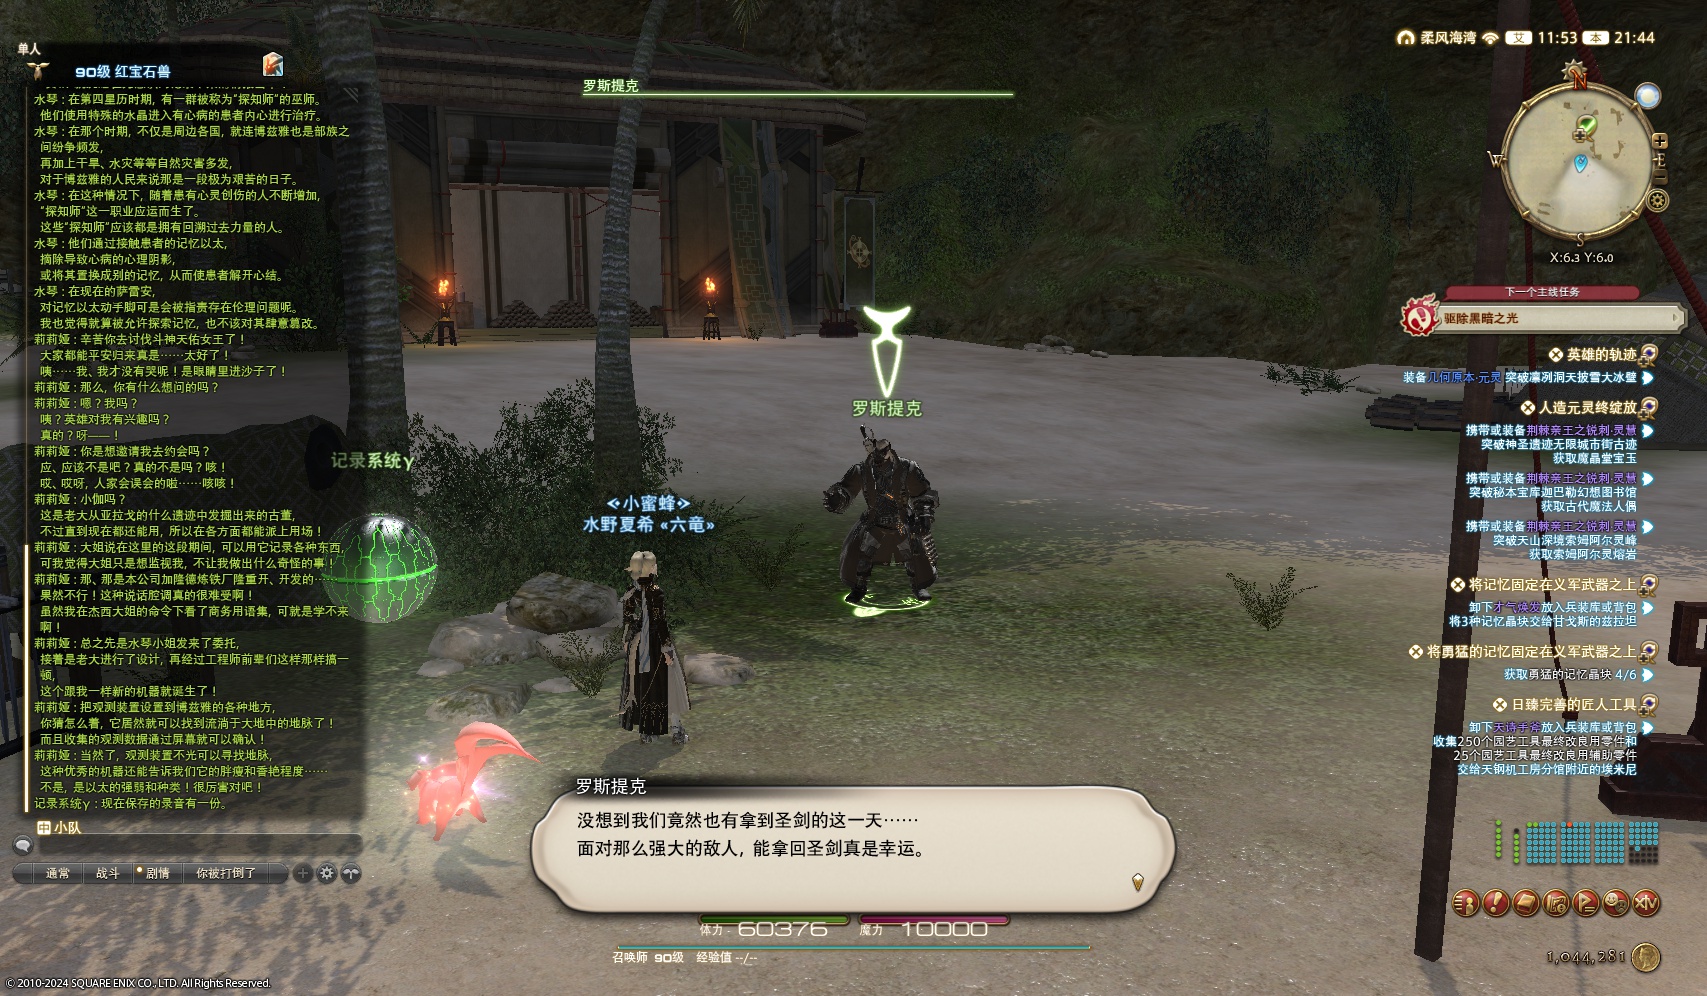 单人
90级 红宝石兽
水琴：在第四星历时期，有一群被称为“探知师”的巫师。
他们使用特殊的水晶进入有心病的患者内心进行治疗。
水琴：在那个时期，不仅是周边各国，就连博兹雅也是部族之
间纷争频发，
再加上干旱、水灾等等自然灾害多发，
对于博兹雅的人民来说那是一段极为艰苦的日子。
水琴：在这种情况下，随着患有心灵创伤的人不断增加，
“探知师”这一职业应运而生了。
这些“探知师”应该都是拥有回溯过去力量的人。
水琴：他们通过接触患者的记忆以太，
摘除导致心病的心理阴影，
或将其置换成别的记忆，从而使患者解开心结。
水琴：在现在的萨雷安，
对记忆以太动手脚可是会被指责存在伦理问题呢。
我也觉得就算被允许探索记忆，也不该对其肆意篡改。
莉莉娅：辛苦你去讨伐斗神天佑女王了！
大家都能平安归来真是……太好了！
咦……我、我才没有哭呢！是眼睛里进沙子了！
莉莉娅：那么，你有什么想问的吗？
莉莉娅：嗯？我吗？
咦？英雄对我有兴趣吗？
真的？呀——！
莉莉娅：你是想邀请我去约会吗？
应、应该不是吧？真的不是吗？咳！
哎、哎呀，人家会误会的啦……咳咳！
莉莉娅：小伽吗？
这是老大从亚拉戈的什么遗迹中发掘出来的古董，
不过直到现在都还能用，所以在各方面都能派上用场！
莉莉娅：大姐说在这里的这段期间，可以用它记录各种东西，
可我觉得大姐只是想监视我，不让我做出什么奇怪的事！
莉莉娅：那、那是本公司加隆德炼铁厂隆重开、开发的……
果然不行！这种说话腔调真的很难受啊！
虽然我在杰西大姐的命令下看了商务用语集，可就是学不来
啊！
莉莉娅：总之先是水琴小姐发来了委托，
接着是老大进行了设计，再经过工程师前辈们这样那样搞一
顿，
这个跟我一样新的机器就诞生了！
莉莉娅：把观测装置设置到博兹雅的各种地方，
你猜怎么着，它居然就可以找到流淌于大地中的地脉了！
而且收集的观测数据通过屏幕就可以确认！
莉莉娅：当然了，观测装置不光可以寻找地脉，
这种优秀的机器还能告诉我们它的胖瘦和香艳程度……
不是，是以太的强弱和种类！很厉害对吧！
记录系统γ：现在保存的录音有一份。
小队
通常 战斗 剧情 你被打倒了
罗斯提克
罗斯提克
记录系统γ
≪小蜜蜂≫
水野夏希 «六竜»
罗斯提克
没想到我们竟然也有拿到圣剑的这一天……
面对那么强大的敌人，能拿回圣剑真是幸运。
体力 60376 魔力 10000
召唤师 90级 经验值 --/--
柔风海湾 艾 11:53 本 21:44
N
W
E
S
X:6.3 Y:6.0
下一个主线任务
驱除黑暗之光
英雄的轨迹
装备几何原本·元灵 突破凛冽洞天披雪大冰壁
人造元灵终绽放
携带或装备荆棘亲王之锐刺·灵慧
突破神圣遗迹无限城市街古迹
获取魔晶堂宝玉
携带或装备荆棘亲王之锐刺·灵慧
突破秘本宝库迦巴勒幻想图书馆
获取古代魔法人偶
携带或装备荆棘亲王之锐刺·灵慧
突破天山深境索姆阿尔灵峰
获取索姆阿尔灵熔岩
将记忆固定在义军武器之上
卸下才气焕发放入兵装库或背包
将3种记忆晶块交给甘戈斯的兹拉坦
将勇猛的记忆固定在义军武器之上
获取勇猛的记忆晶块 4/6
日臻完善的匠人工具
卸下天诗手斧放入兵装库或背包
收集250个园艺工具最终改良用零件和
25个园艺工具最终改良用辅助零件
交给天钢机工房分馆附近的埃米尼
XIV
1,044,281
© 2010-2024 SQUARE ENIX CO., LTD. All Rights Reserved.